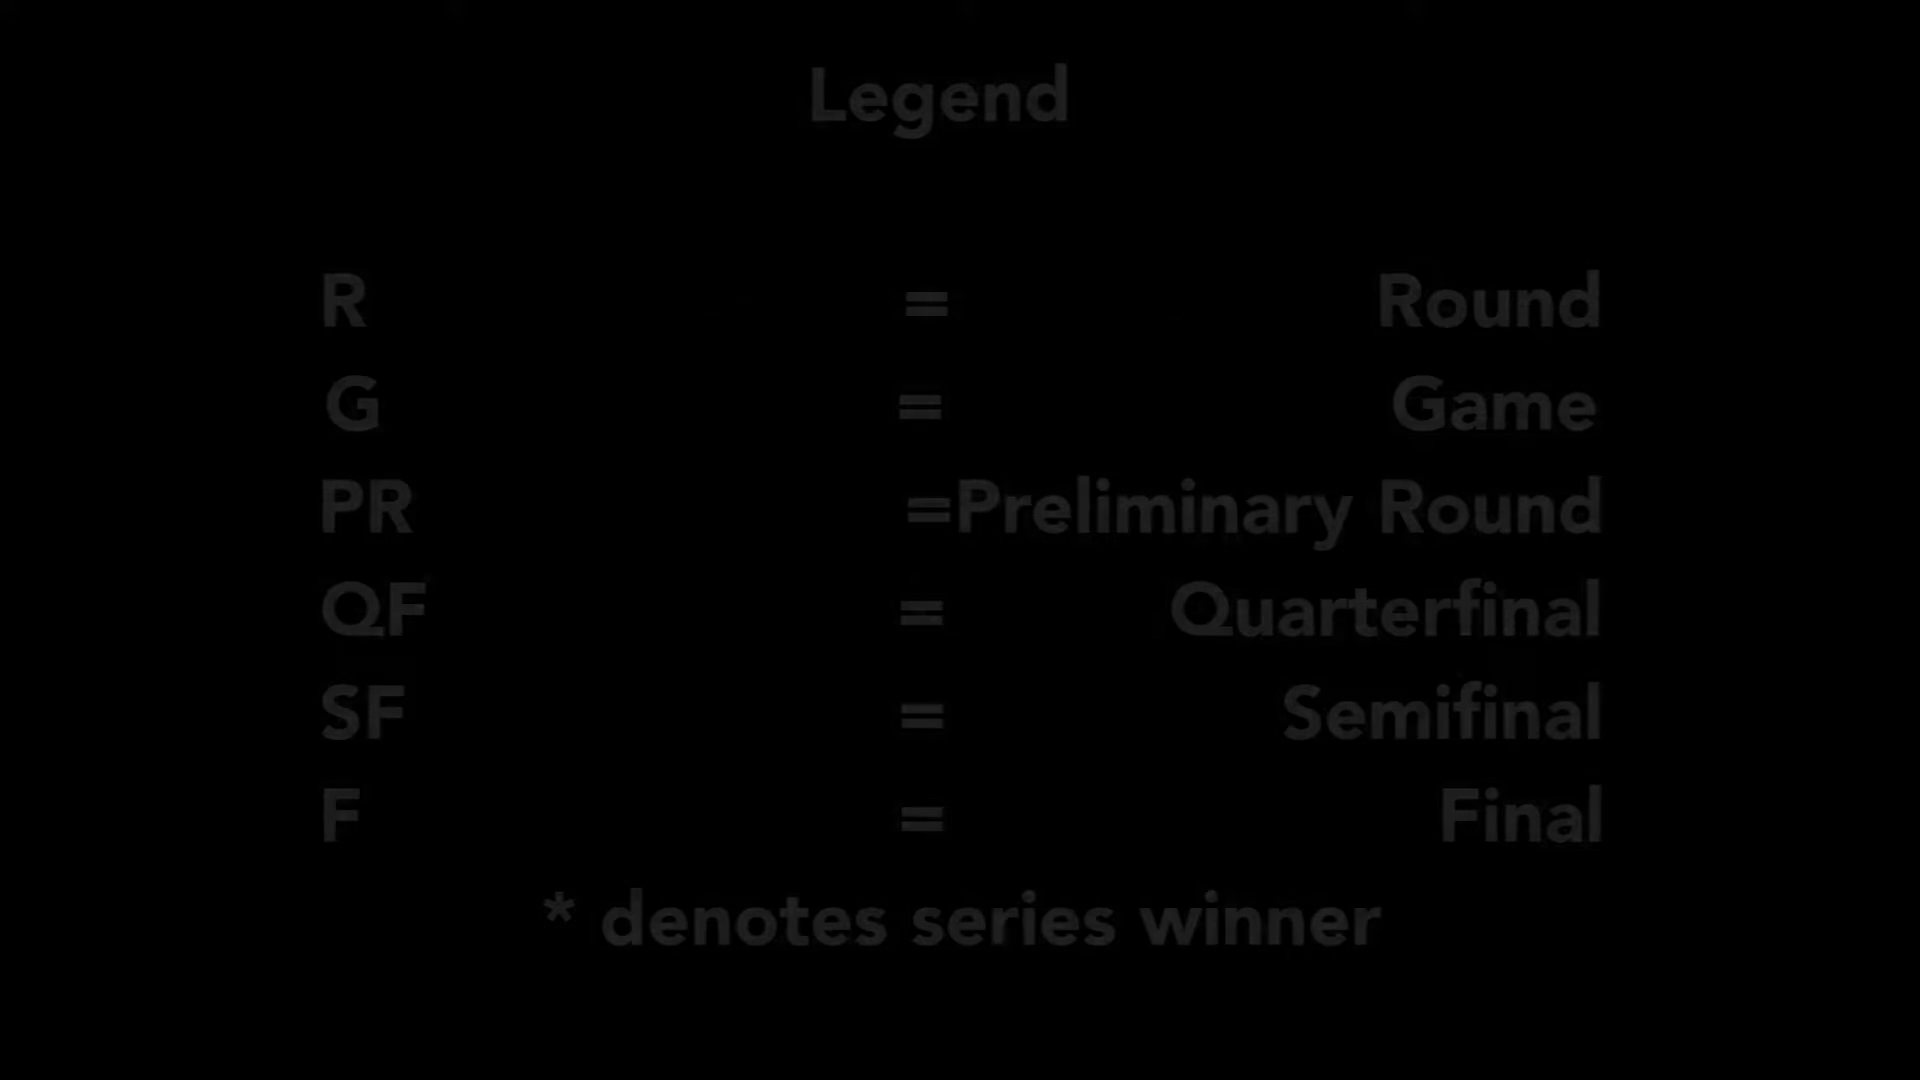 Legend
R = Round
G = Game
PR =Preliminary Round
QF = Quarterfinal
SF = Semifinal
F = Final
* denotes series winner